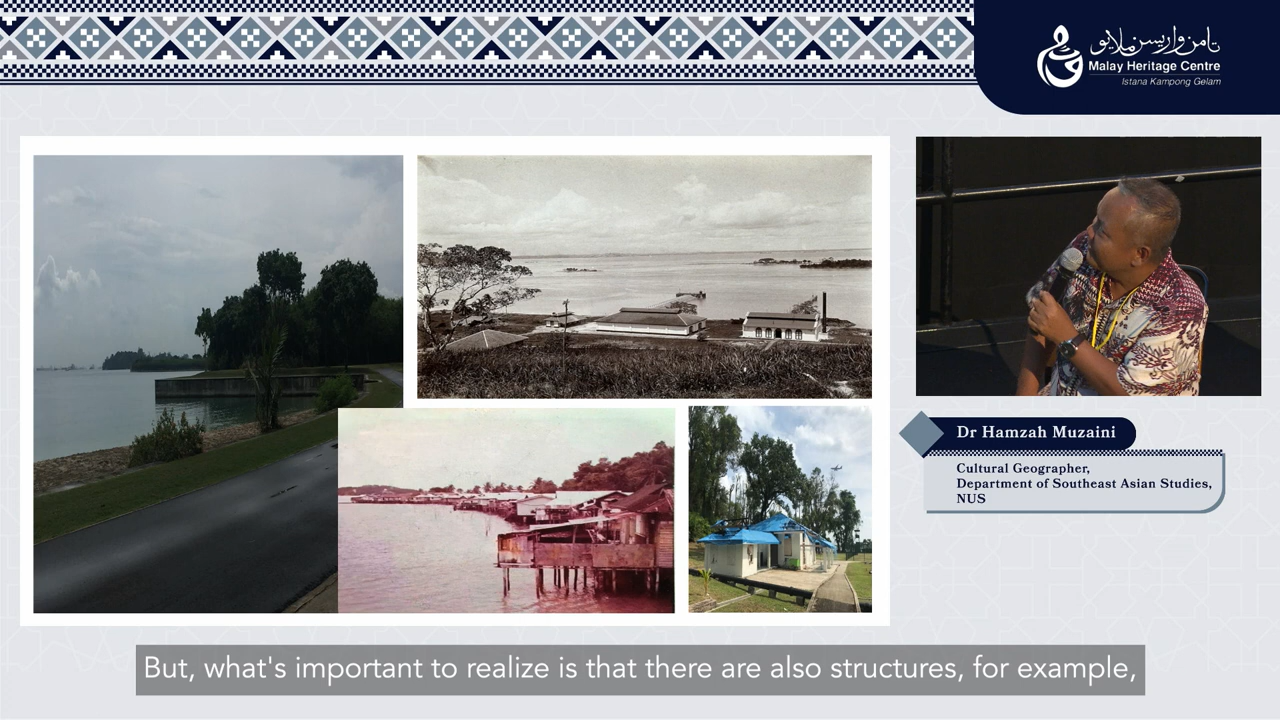 تامن واريسن ملايو
Malay Heritage Centre
Istana Kampong Gelam
Dr Hamzah Muzaini
Cultural Geographer,
Department of Southeast Asian Studies,
NUS
But, what's important to realize is that there are also structures, for example,